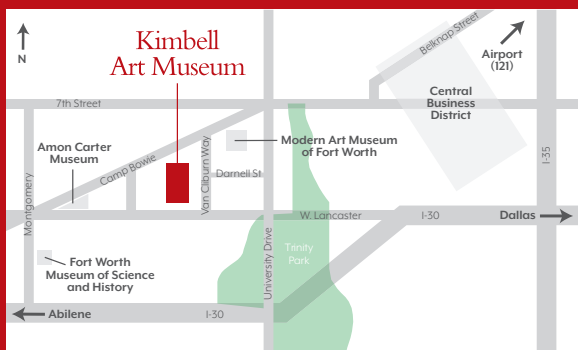 N
Kimbell
Art Museum
Belknap Street
Airport
(121)
Central
Business
District
7th Street
Amon Carter
Museum
Camp Bowie
Van Cliburn Way
Modern Art Museum
of Fort Worth
Darnell St
I-35
Montgomery
W. Lancaster
I-30
Dallas
University Drive
Trinity
Park
Fort Worth
Museum of Science
and History
Abilene
I-30